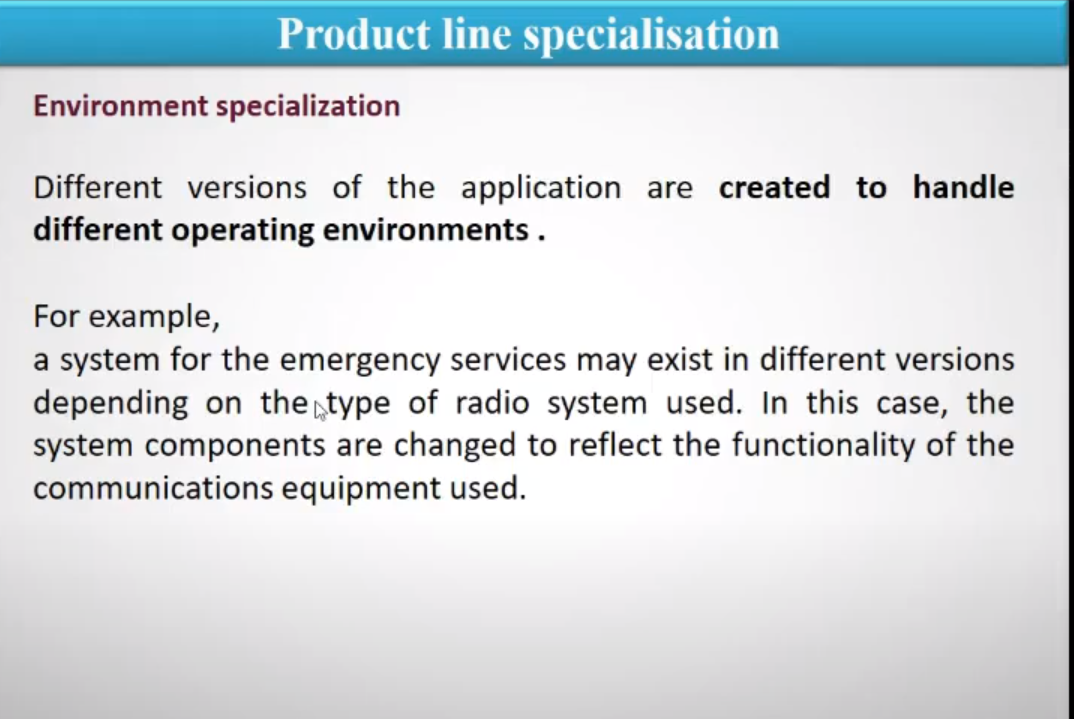 Product line specialisation
Environment specialization
Different versions of the application are created to handle
different operating environments .
For example,
a system for the emergency services may exist in different versions
depending on the type of radio system used. In this case, the
system components are changed to reflect the functionality of the
communications equipment used.